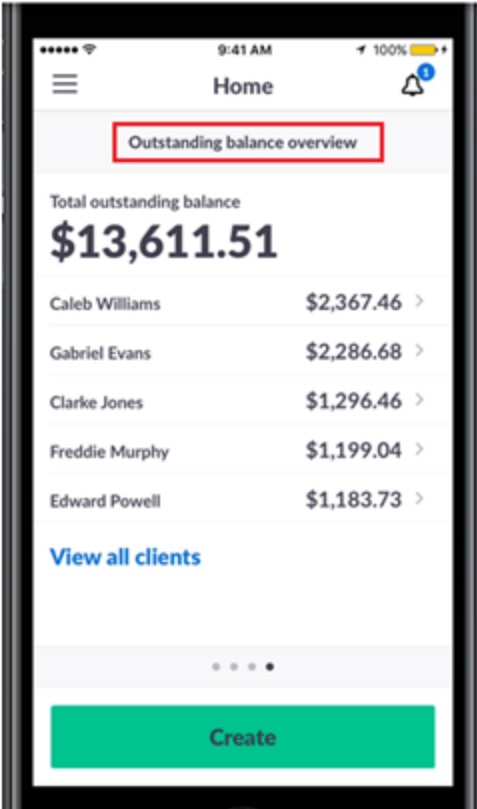 9:41 AM
100%
Home
1
Outstanding balance overview
Total outstanding balance
$13,611.51
Caleb Williams $2,367.46
Gabriel Evans $2,286.68
Clarke Jones $1,296.46
Freddie Murphy $1,199.04
Edward Powell $1,183.73
View all clients
Create